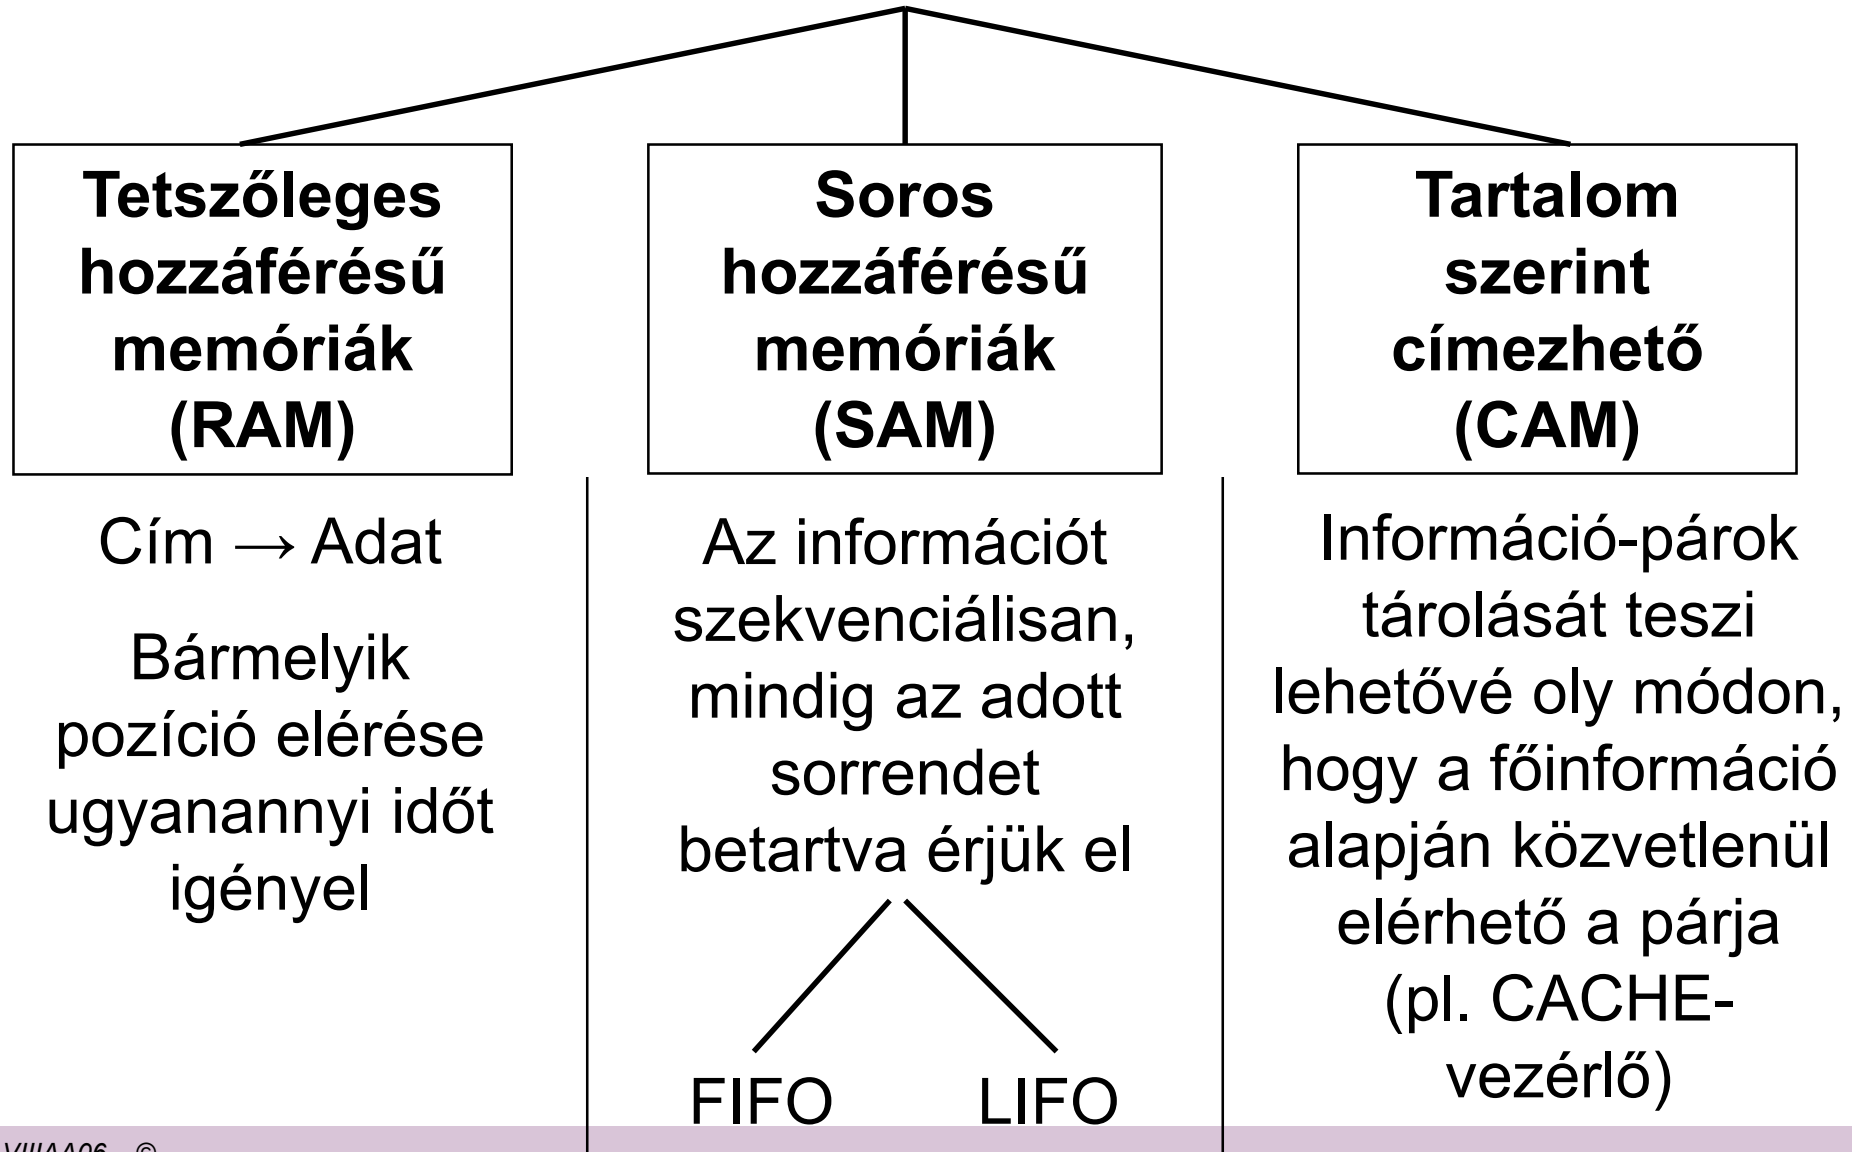 Tetszőleges
hozzáférésű
memóriák
(RAM)
Cím → Adat
Bármelyik
pozíció elérése
ugyanannyi időt
igényel
Soros
hozzáférésű
memóriák
(SAM)
Az információt
szekvenciálisan,
mindig az adott
sorrendet
betartva érjük el
FIFO LIFO
Tartalom
szerint
címezhető
(CAM)
Információ-párok
tárolását teszi
lehetővé oly módon,
hogy a főinformáció
alapján közvetlenül
elérhető a párja
(pl. CACHE-
vezérlő)
VIIIAA06 ©